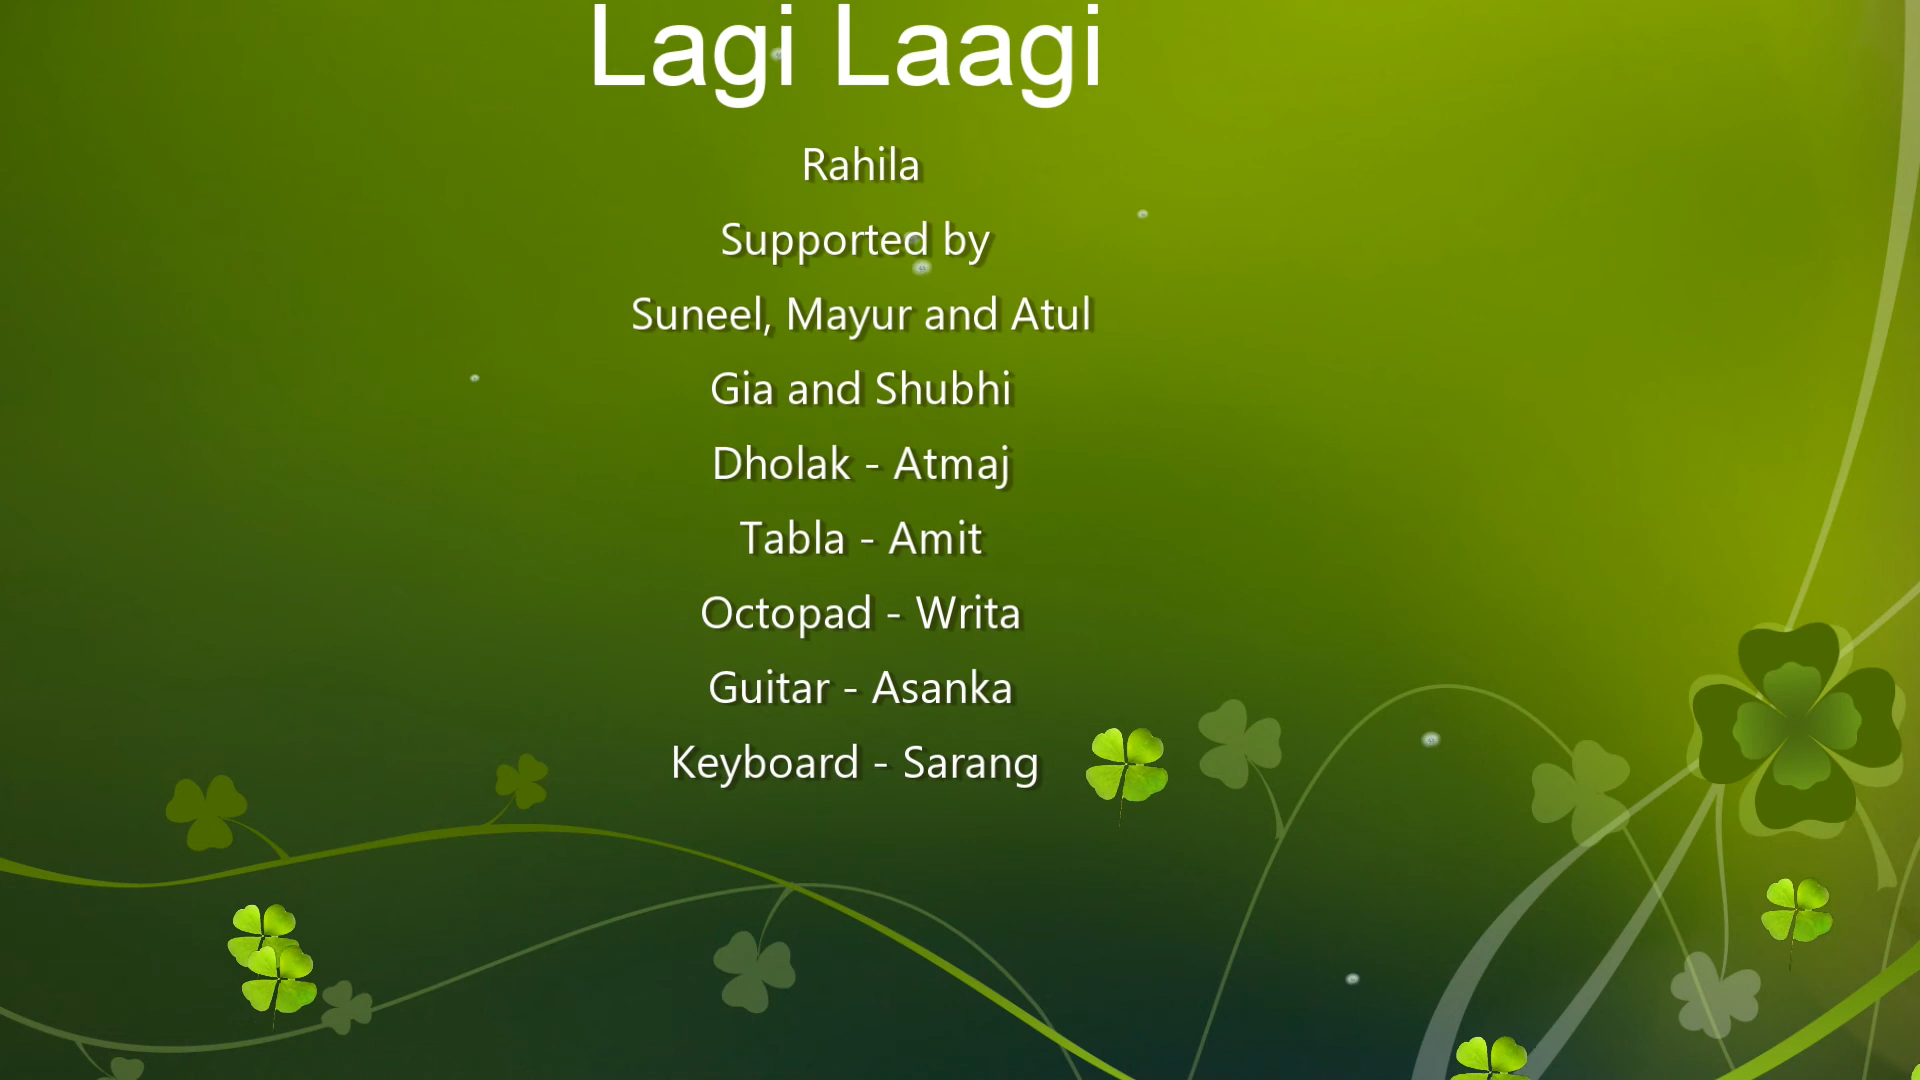 Lagi Laagi
Rahila
Supported by
Suneel, Mayur and Atul
Gia and Shubhi
Dholak - Atmaj
Tabla - Amit
Octopad - Writa
Guitar - Asanka
Keyboard - Sarang